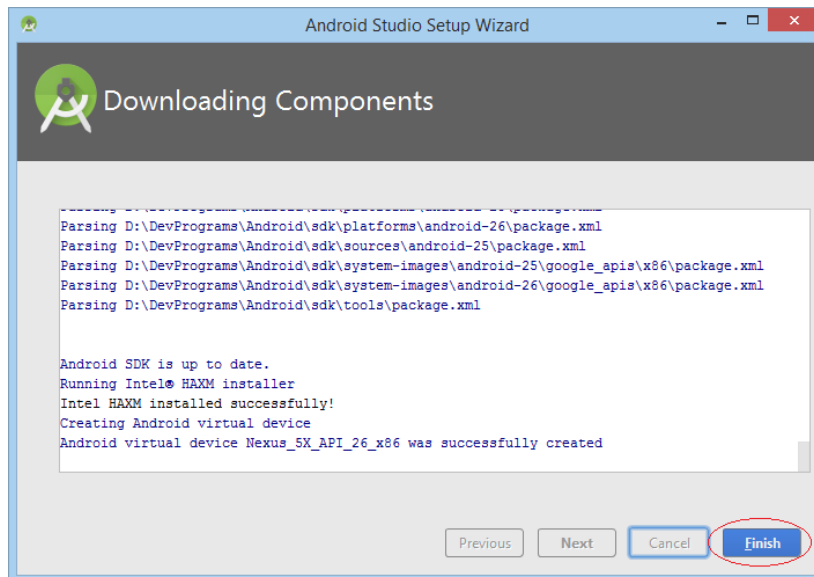 Android Studio Setup Wizard
Downloading Components
Parsing D:\DevPrograms\Android\sdk\platforms\android-26\package.xml
Parsing D:\DevPrograms\Android\sdk\sources\android-25\package.xml
Parsing D:\DevPrograms\Android\sdk\system-images\android-25\google_apis\x86\package.xml
Parsing D:\DevPrograms\Android\sdk\system-images\android-26\google_apis\x86\package.xml
Parsing D:\DevPrograms\Android\sdk\tools\package.xml
Android SDK is up to date.
Running Intel® HAXM installer
Intel HAXM installed successfully!
Creating Android virtual device
Android virtual device Nexus_5X_API_26_x86 was successfully created
Previous Next Cancel Finish